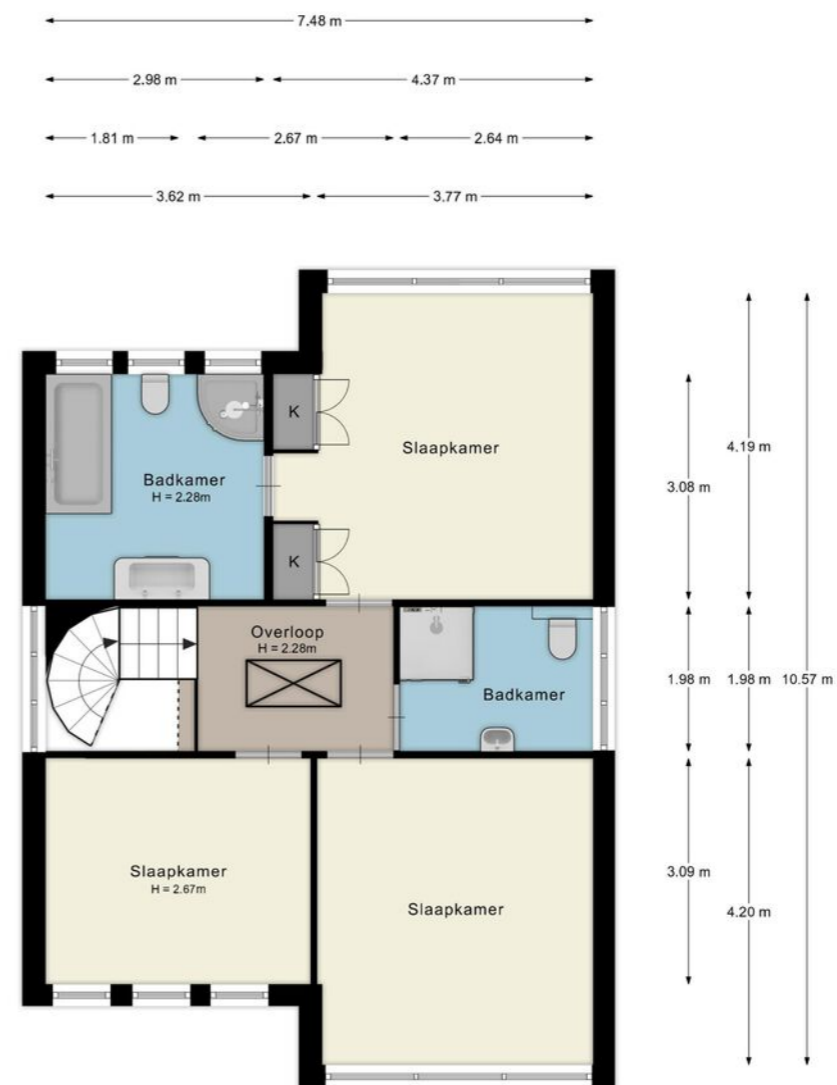 7.48 m
2.98 m 4.37 m
1.81 m 2.67 m 2.64 m
3.62 m 3.77 m
K
Slaapkamer
4.19 m
Badkamer
H = 2.28m
3.08 m
K
Overloop
H = 2.28m
1.98 m 1.98 m 10.57 m
Badkamer
Slaapkamer
H = 2.67m
3.09 m
Slaapkamer
4.20 m